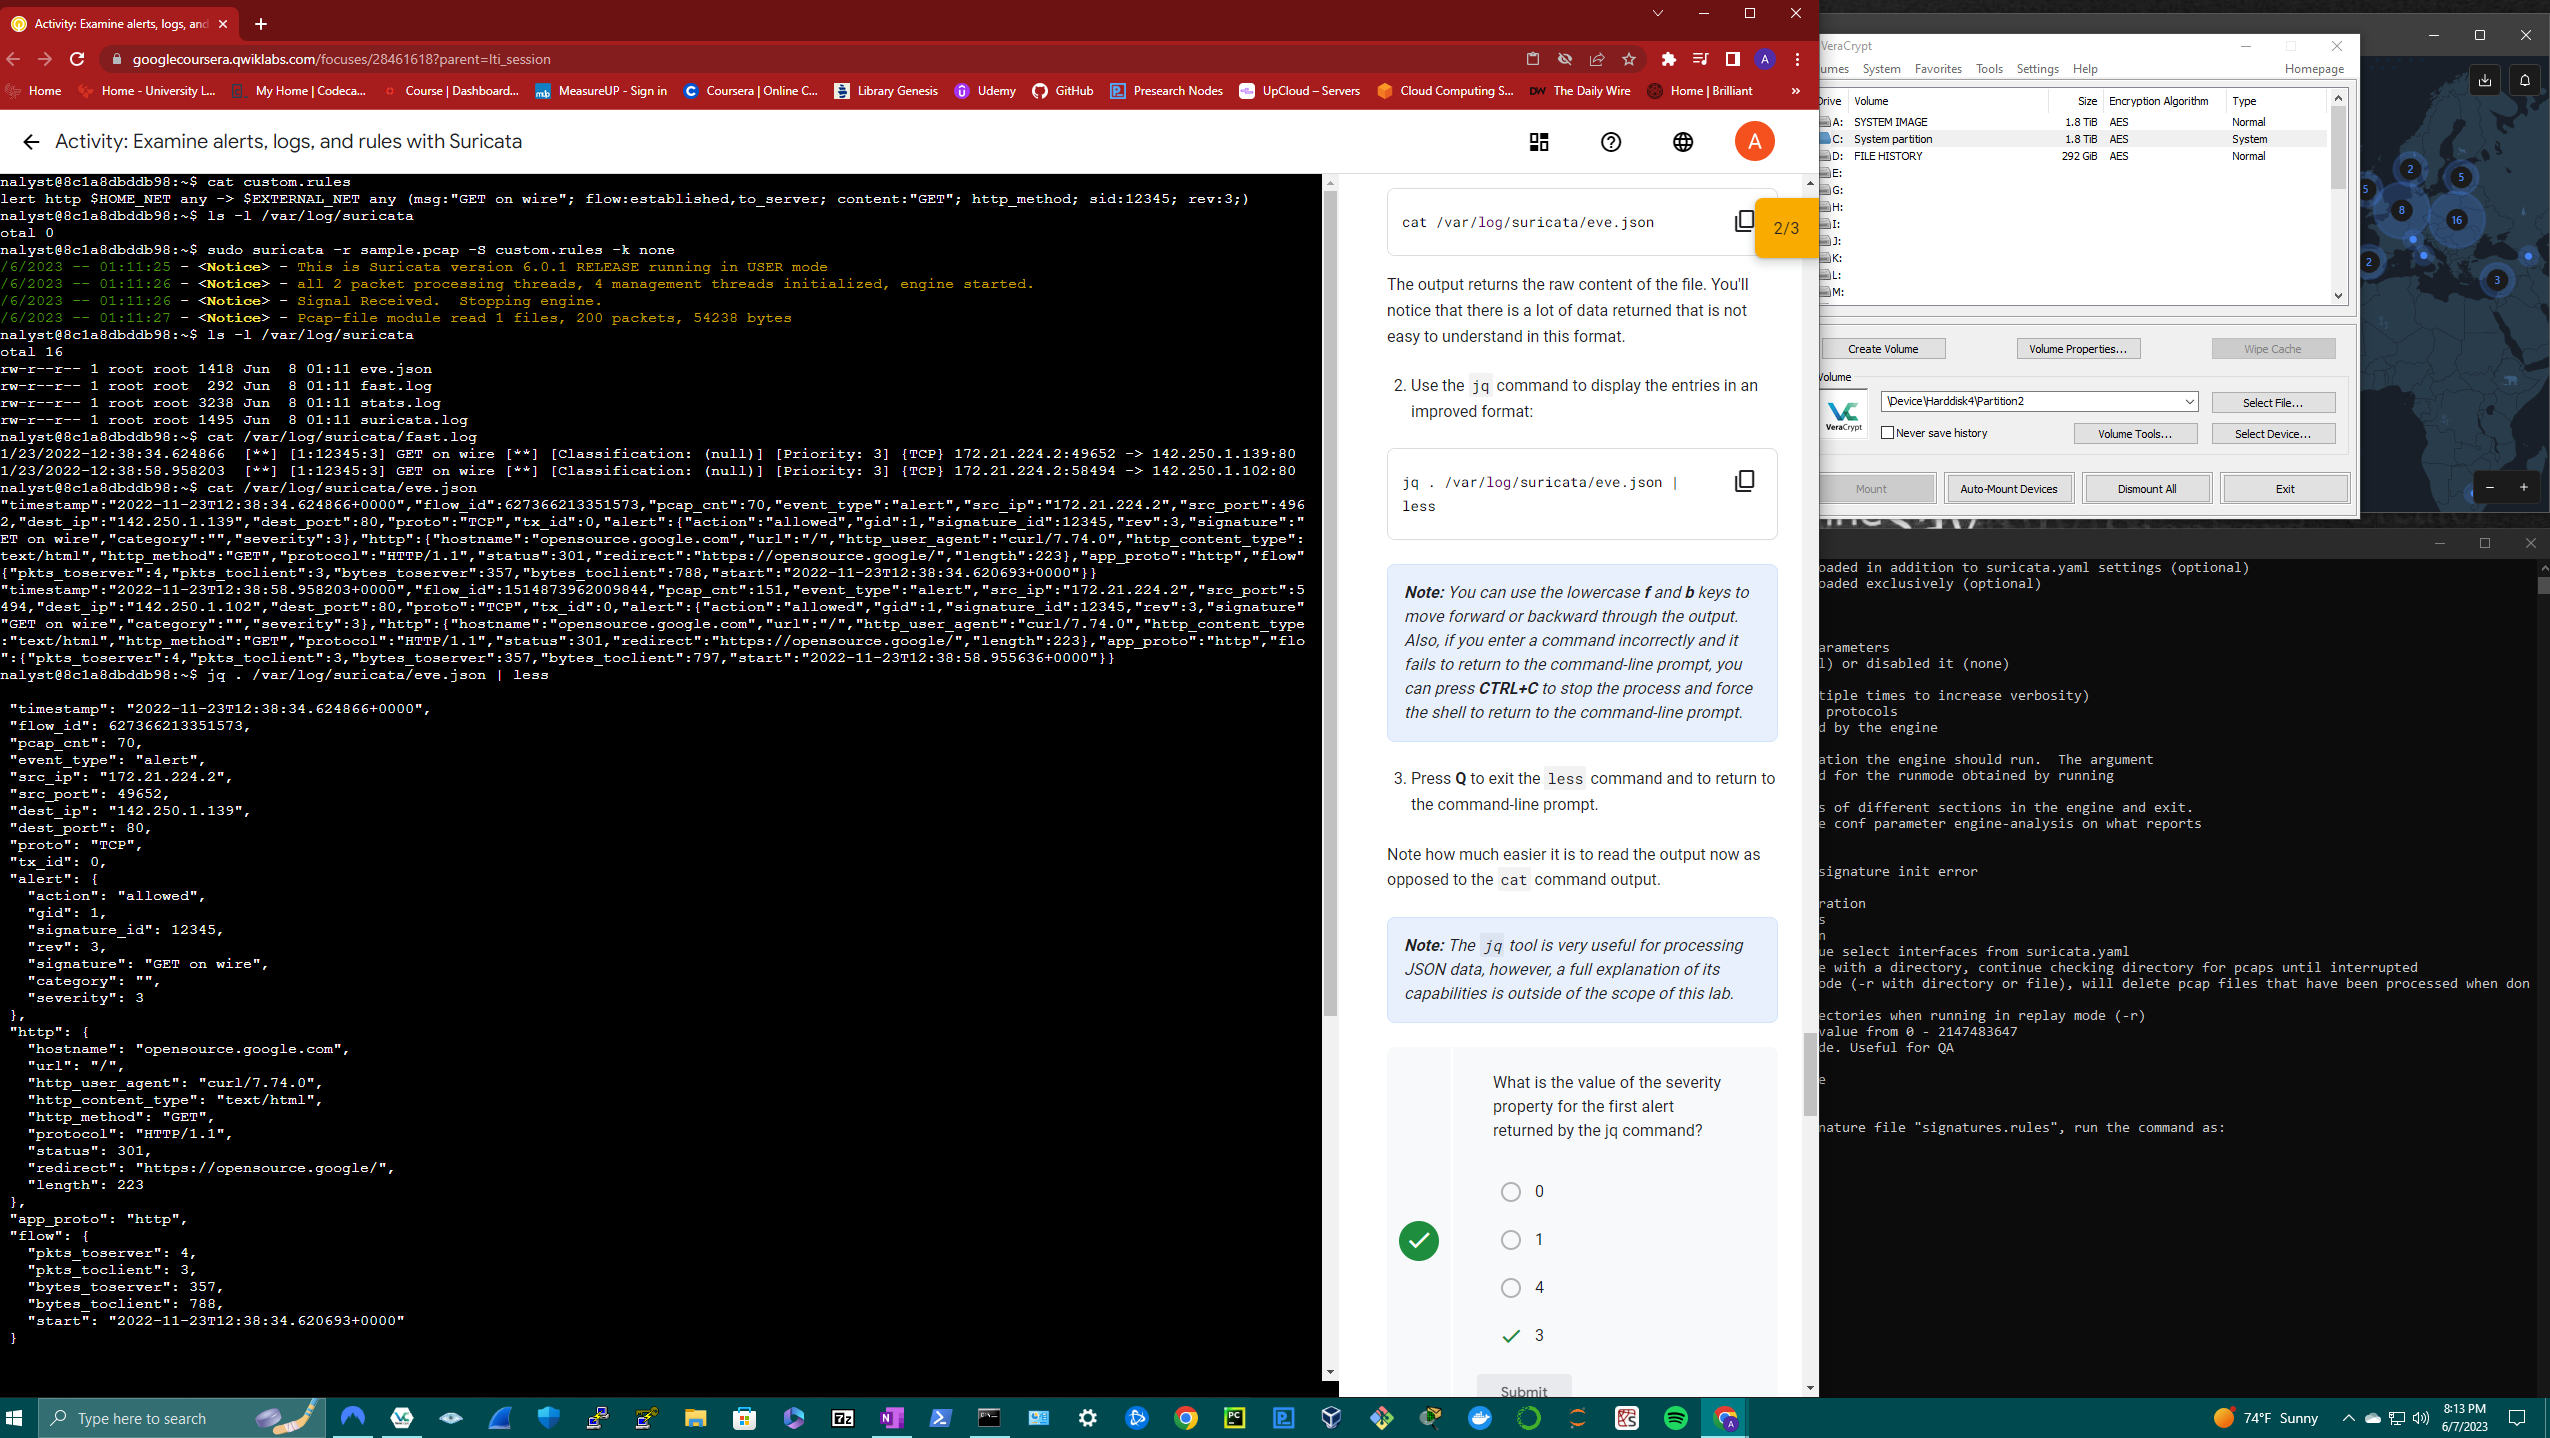 Activity: Examine alerts, logs, and
googlecoursera.qwiklabs.com/focuses/28461618?parent=lti_session
A
Home
Home - University L...
My Home | Codeca...
Course | Dashboard...
MeasureUP - Sign in
Coursera | Online C...
Library Genesis
Udemy
GitHub
Presearch Nodes
UpCloud – Servers
Cloud Computing S...
The Daily Wire
Home | Brilliant
»
Activity: Examine alerts, logs, and rules with Suricata
A
nalyst@8c1a8dbddb98:~$ cat custom.rules
lert http $HOME_NET any -> $EXTERNAL_NET any (msg:"GET on wire"; flow:established,to_server; content:"GET"; http_method; sid:12345; rev:3;)
nalyst@8c1a8dbddb98:~$ ls -l /var/log/suricata
otal 0
nalyst@8c1a8dbddb98:~$ sudo suricata -r sample.pcap -S custom.rules -k none
/6/2023 -- 01:11:25 - <Notice> - This is Suricata version 6.0.1 RELEASE running in USER mode
/6/2023 -- 01:11:26 - <Notice> - all 2 packet processing threads, 4 management threads initialized, engine started.
/6/2023 -- 01:11:26 - <Notice> - Signal Received.  Stopping engine.
/6/2023 -- 01:11:27 - <Notice> - Pcap-file module read 1 files, 200 packets, 54238 bytes
nalyst@8c1a8dbddb98:~$ ls -l /var/log/suricata
otal 16
rw-r--r-- 1 root root 1418 Jun  8 01:11 eve.json
rw-r--r-- 1 root root  292 Jun  8 01:11 fast.log
rw-r--r-- 1 root root 3238 Jun  8 01:11 stats.log
rw-r--r-- 1 root root 1495 Jun  8 01:11 suricata.log
nalyst@8c1a8dbddb98:~$ cat /var/log/suricata/fast.log
1/23/2022-12:38:34.624866  [**] [1:12345:3] GET on wire [**] [Classification: (null)] [Priority: 3] {TCP} 172.21.224.2:49652 -> 142.250.1.139:80
1/23/2022-12:38:58.958203  [**] [1:12345:3] GET on wire [**] [Classification: (null)] [Priority: 3] {TCP} 172.21.224.2:58494 -> 142.250.1.102:80
nalyst@8c1a8dbddb98:~$ cat /var/log/suricata/eve.json
"timestamp":"2022-11-23T12:38:34.624866+0000","flow_id":627366213351573,"pcap_cnt":70,"event_type":"alert","src_ip":"172.21.224.2","src_port":496
2,"dest_ip":"142.250.1.139","dest_port":80,"proto":"TCP","tx_id":0,"alert":{"action":"allowed","gid":1,"signature_id":12345,"rev":3,"signature":"
ET on wire","category":"","severity":3},"http":{"hostname":"opensource.google.com","url":"/","http_user_agent":"curl/7.74.0","http_content_type":
text/html","http_method":"GET","protocol":"HTTP/1.1","status":301,"redirect":"https://opensource.google/","length":223},"app_proto":"http","flow"
{"pkts_toserver":4,"pkts_toclient":3,"bytes_toserver":357,"bytes_toclient":788,"start":"2022-11-23T12:38:34.620693+0000"}}
"timestamp":"2022-11-23T12:38:58.958203+0000","flow_id":1514873962009844,"pcap_cnt":151,"event_type":"alert","src_ip":"172.21.224.2","src_port":5
494,"dest_ip":"142.250.1.102","dest_port":80,"proto":"TCP","tx_id":0,"alert":{"action":"allowed","gid":1,"signature_id":12345,"rev":3,"signature"
"GET on wire","category":"","severity":3},"http":{"hostname":"opensource.google.com","url":"/","http_user_agent":"curl/7.74.0","http_content_type
:"text/html","http_method":"GET","protocol":"HTTP/1.1","status":301,"redirect":"https://opensource.google/","length":223},"app_proto":"http","flo
":{"pkts_toserver":4,"pkts_toclient":3,"bytes_toserver":357,"bytes_toclient":797,"start":"2022-11-23T12:38:58.955636+0000"}}
nalyst@8c1a8dbddb98:~$ jq . /var/log/suricata/eve.json | less
"timestamp": "2022-11-23T12:38:34.624866+0000",
"flow_id": 627366213351573,
"pcap_cnt": 70,
"event_type": "alert",
"src_ip": "172.21.224.2",
"src_port": 49652,
"dest_ip": "142.250.1.139",
"dest_port": 80,
"proto": "TCP",
"tx_id": 0,
"alert": {
"action": "allowed",
"gid": 1,
"signature_id": 12345,
"rev": 3,
"signature": "GET on wire",
"category": "",
"severity": 3
},
"http": {
"hostname": "opensource.google.com",
"url": "/",
"http_user_agent": "curl/7.74.0",
"http_content_type": "text/html",
"http_method": "GET",
"protocol": "HTTP/1.1",
"status": 301,
"redirect": "https://opensource.google/",
"length": 223
},
"app_proto": "http",
"flow": {
"pkts_toserver": 4,
"pkts_toclient": 3,
"bytes_toserver": 357,
"bytes_toclient": 788,
"start": "2022-11-23T12:38:34.620693+0000"
}
cat /var/log/suricata/eve.json
2/3
The output returns the raw content of the file. You'll
notice that there is a lot of data returned that is not
easy to understand in this format.
2. Use the jq command to display the entries in an
improved format:
jq . /var/log/suricata/eve.json |
less
Note: You can use the lowercase f and b keys to
move forward or backward through the output.
Also, if you enter a command incorrectly and it
fails to return to the command-line prompt, you
can press CTRL+C to stop the process and force
the shell to return to the command-line prompt.
3. Press Q to exit the less command and to return to
the command-line prompt.
Note how much easier it is to read the output now as
opposed to the cat command output.
Note: The jq tool is very useful for processing
JSON data, however, a full explanation of its
capabilities is outside of the scope of this lab.
What is the value of the severity
property for the first alert
returned by the jq command?
0
1
4
3
Submit
VeraCrypt
umes System Favorites Tools Settings Help Homepage
Drive Volume Size Encryption Algorithm Type
A: SYSTEM IMAGE 1.8 TiB AES Normal
C: System partition 1.8 TiB AES System
D: FILE HISTORY 292 GiB AES Normal
E:
G:
H:
I:
J:
K:
L:
M:
Create Volume
Volume Properties...
Wipe Cache
Volume
VeraCrypt
\Device\Harddisk4\Partition2
Select File...
Never save history
Volume Tools...
Select Device...
Mount
Auto-Mount Devices
Dismount All
Exit
2
5
5
8
16
2
3
oaded in addition to suricata.yaml settings (optional)
oaded exclusively (optional)
arameters
l) or disabled it (none)
tiple times to increase verbosity)
protocols
d by the engine
ation the engine should run.  The argument
d for the runmode obtained by running
s of different sections in the engine and exit.
e conf parameter engine-analysis on what reports
signature init error
ration
s
n
ue select interfaces from suricata.yaml
e with a directory, continue checking directory for pcaps until interrupted
ode (-r with directory or file), will delete pcap files that have been processed when don
ectories when running in replay mode (-r)
value from 0 - 2147483647
de. Useful for QA
e
nature file "signatures.rules", run the command as:
Type here to search
74°F Sunny
8:13 PM
6/7/2023